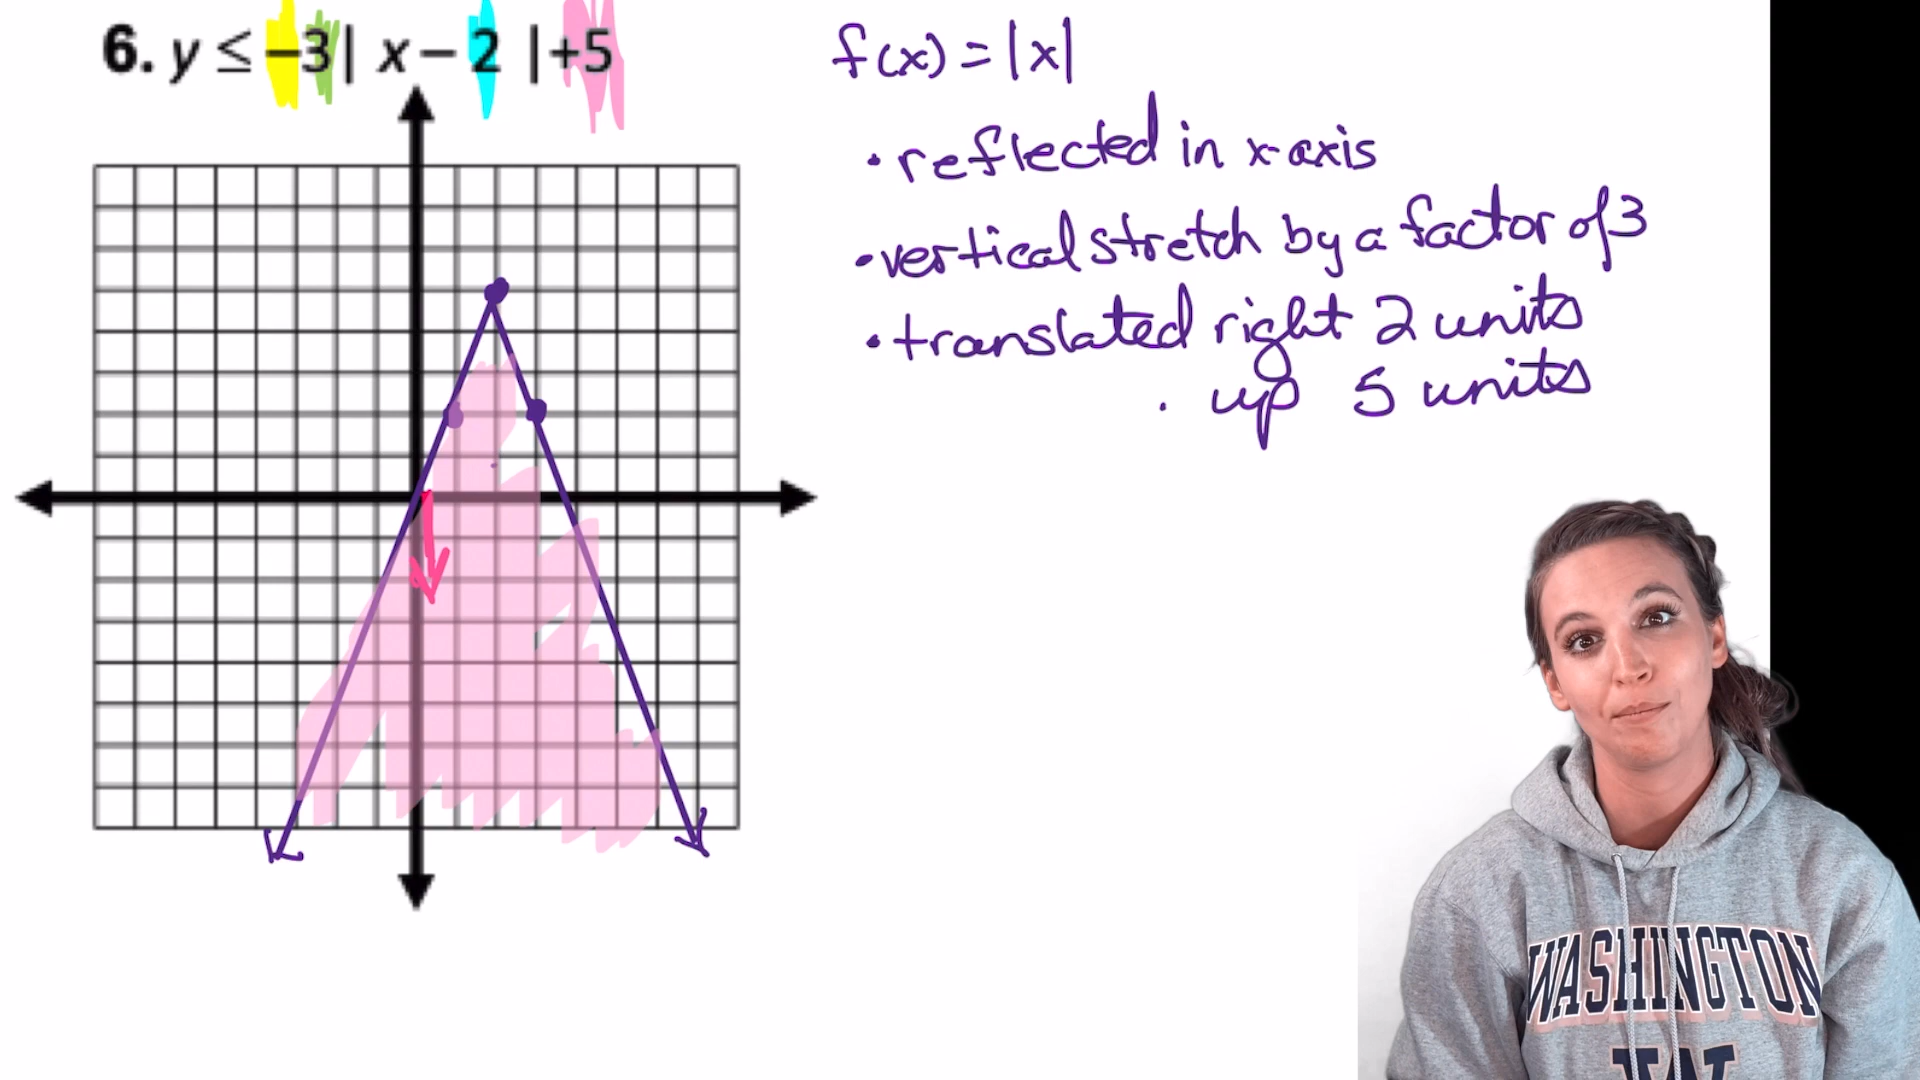 6. y ≤ −3| x − 2 |+5
f(x) = |x|
• reflected in x-axis
• vertical stretch by a factor of 3
• translated right 2 units
• up 5 units
WASHINGTON
W